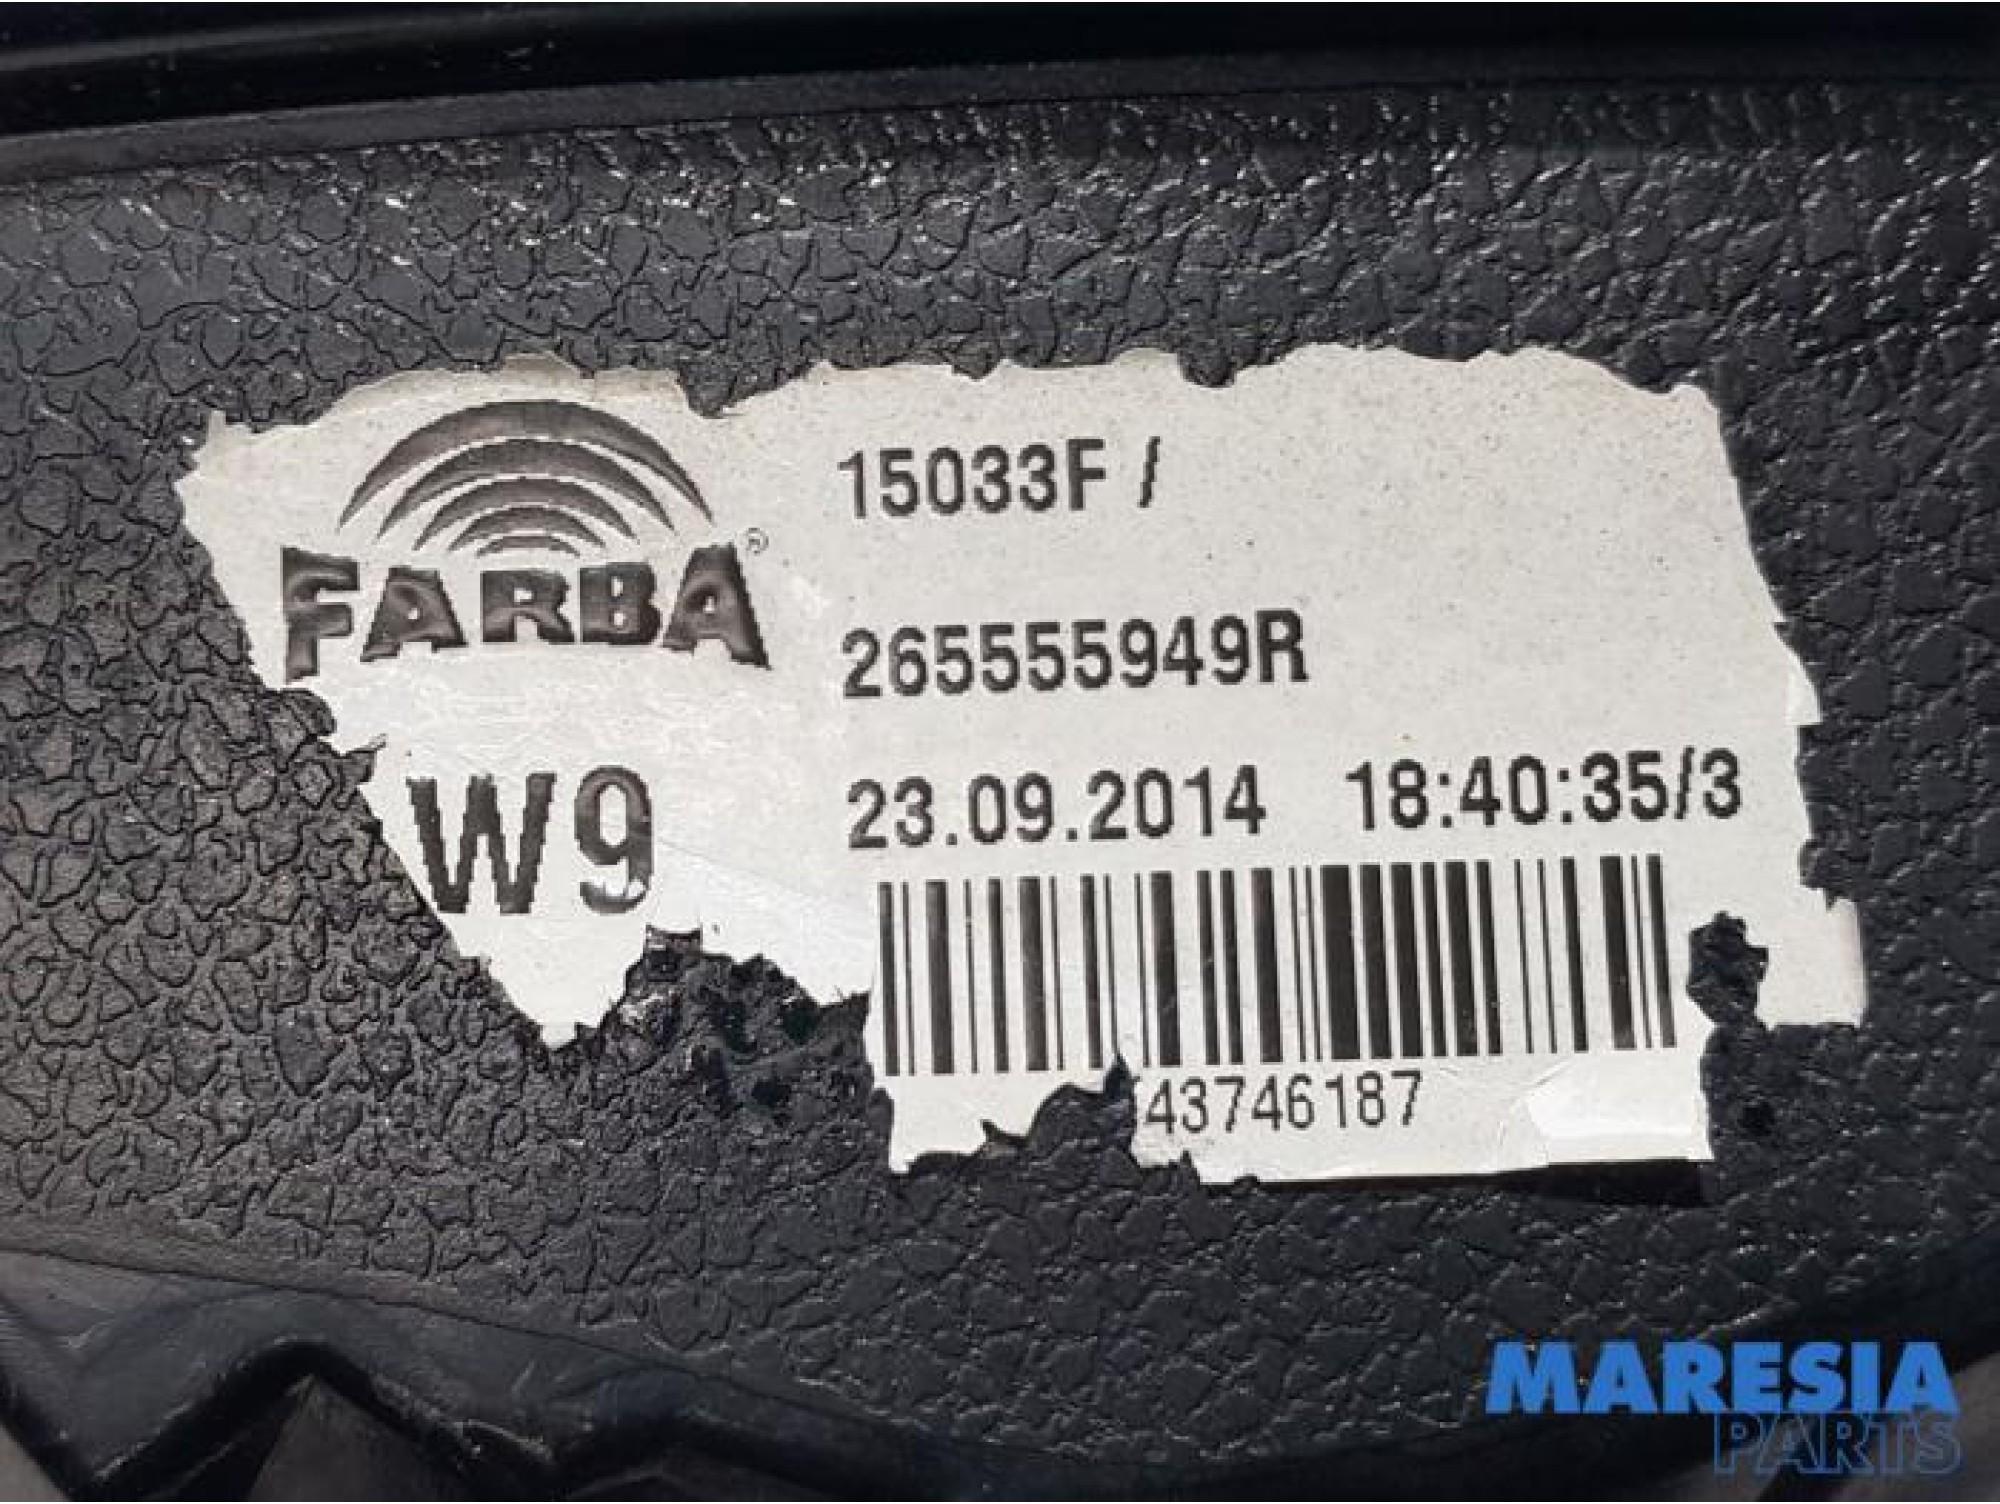 FARBA®
15033F /
265555949R
W9
23.09.2014 18:40:35/3
43746187
MARESIA
PARTS